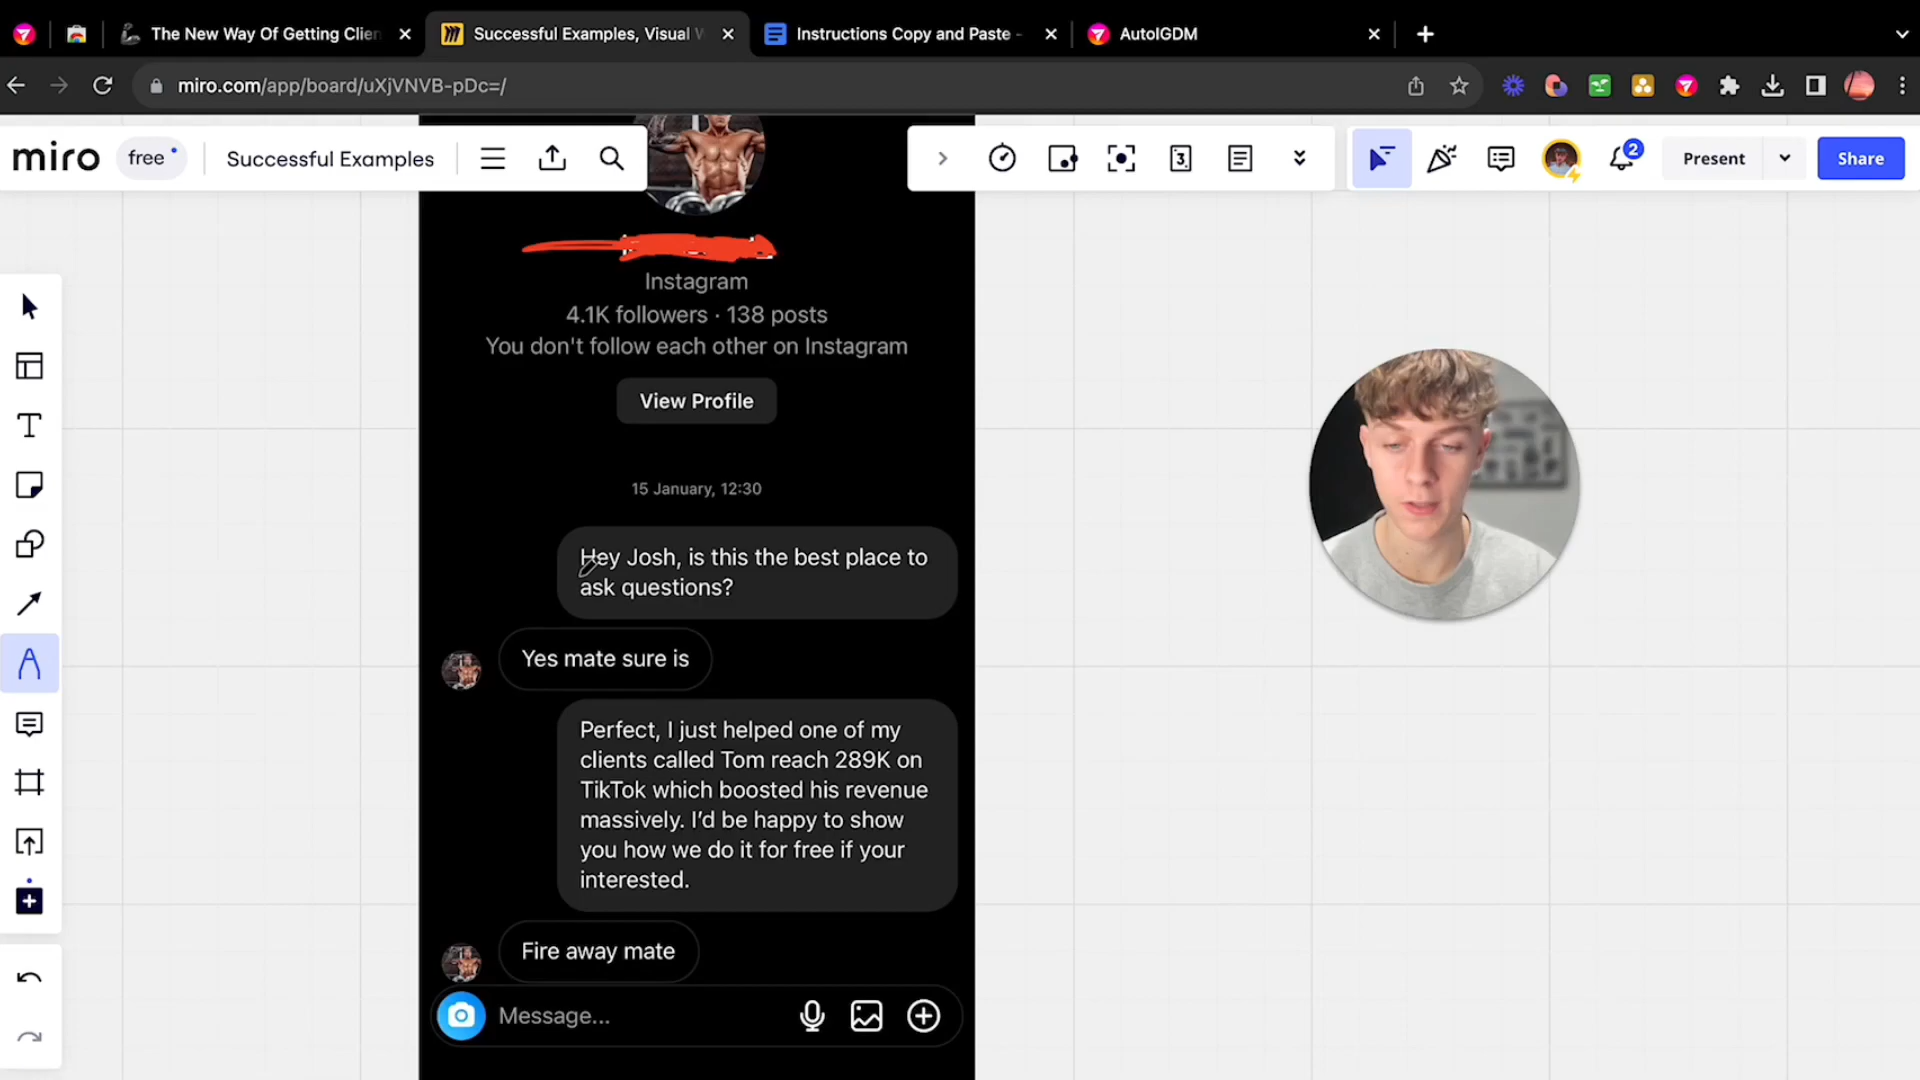 The New Way Of Getting Clien
Successful Examples, Visual W
Instructions Copy and Paste -
AutoIGDM
miro.com/app/board/uXjVNVB-pDc=/
miro
free
Successful Examples
3
2
Present
Share
Instagram
4.1K followers · 138 posts
You don't follow each other on Instagram
View Profile
15 January, 12:30
Hey Josh, is this the best place to
ask questions?
Yes mate sure is
Perfect, I just helped one of my
clients called Tom reach 289K on
TikTok which boosted his revenue
massively. I'd be happy to show
you how we do it for free if your
interested.
Fire away mate
Message...